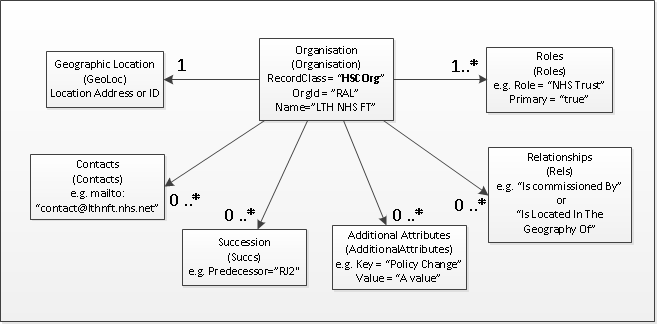 Organisation
(Organisation)
RecordClass = "HSCOrg"
OrgId = "RAL"
Name="LTH NHS FT"
Geographic Location
(GeoLoc)
Location Address or ID
1
1..*
Roles
(Roles)
e.g. Role = "NHS Trust"
Primary = "true"
Contacts
(Contacts)
e.g. mailto:
"contact@lthnft.nhs.net"
0 ..*
Succession
(Succs)
e.g. Predecessor="RJ2"
0 ..*
Additional Attributes
(AdditionalAttributes)
e.g. Key = "Policy Change"
Value = "A value"
0 ..*
Relationships
(Rels)
e.g. "Is commissioned By"
or
"Is Located In The
Geography Of"
0 ..*